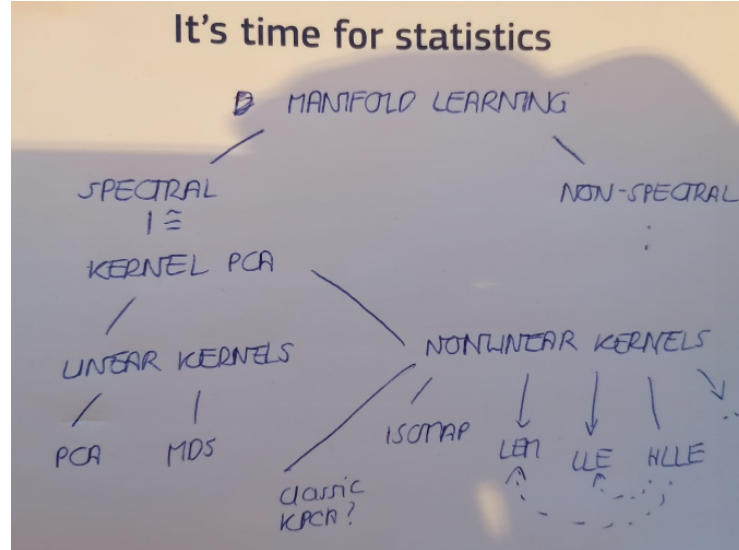 It's time for statistics
MANIFOLD LEARNING
SPECTRAL
NON-SPECTRAL
≅
KERNEL PCA
LINEAR KERNELS
NONLINEAR KERNELS
PCA
MDS
ISOMAP
LEM
LLE
HLLE
classic
KPCA?